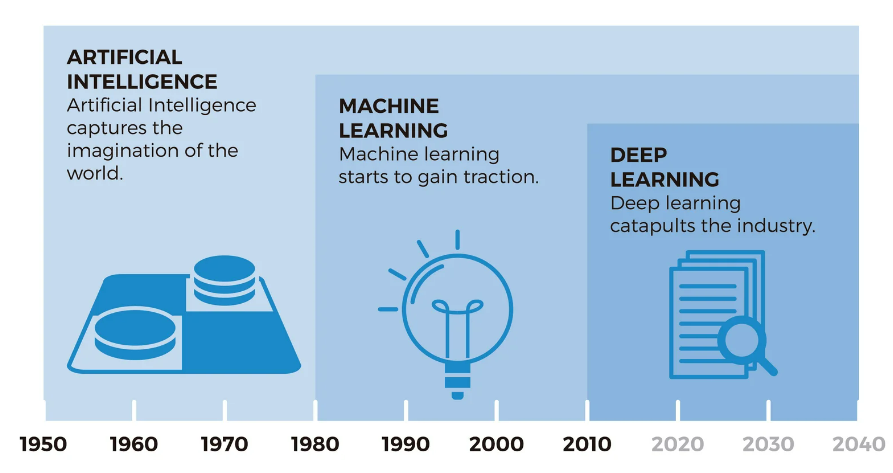 ARTIFICIAL
INTELLIGENCE
Artificial Intelligence
captures the
imagination of the
world.
MACHINE
LEARNING
Machine learning
starts to gain traction.
DEEP
LEARNING
Deep learning
catapults the industry.
1950 1960 1970 1980 1990 2000 2010 2020 2030 2040